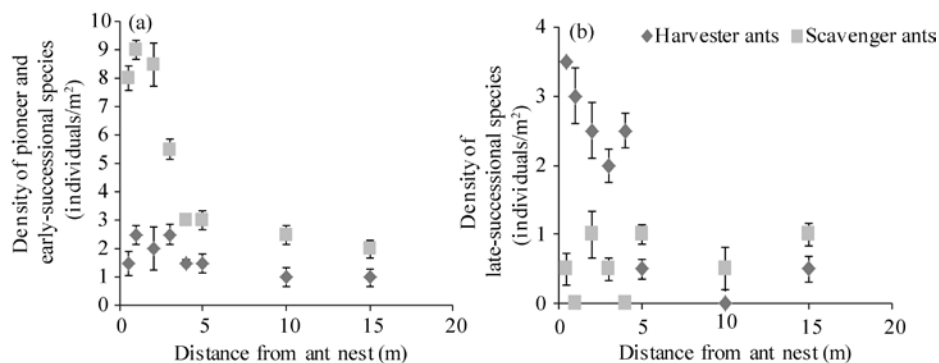 (a)
Density of pioneer and
early-successional species
(individuals/m²)
10
9
8
7
6
5
4
3
2
1
0
0 5 10 15 20
Distance from ant nest (m)
(b)
Harvester ants Scavenger ants
Density of
late-successional species
(individuals/m²)
4
3
2
1
0
0 5 10 15 20
Distance from ant nest (m)